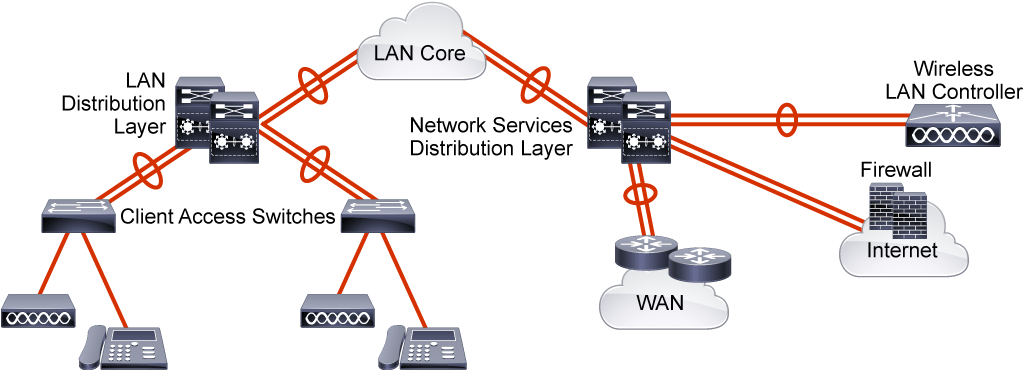 LAN Core
LAN
Distribution
Layer
Network Services
Distribution Layer
Wireless
LAN Controller
Firewall
Client Access Switches
Internet
WAN